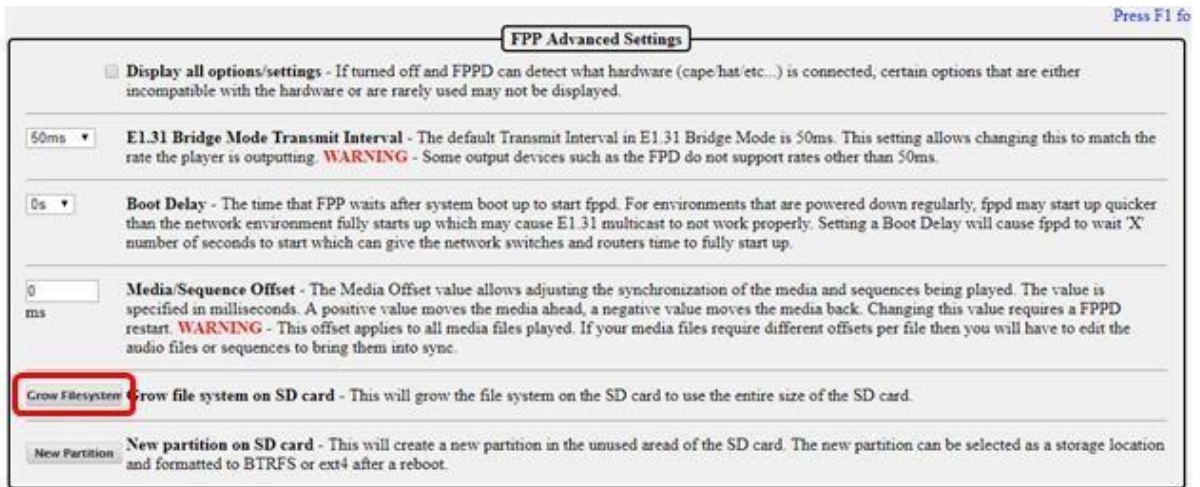 Press F1 fo
FPP Advanced Settings
Display all options/settings - If turned off and FPPD can detect what hardware (cape/hat/etc...) is connected, certain options that are either
incompatible with the hardware or are rarely used may not be displayed.
50ms E1.31 Bridge Mode Transmit Interval - The default Transmit Interval in E1.31 Bridge Mode is 50ms. This setting allows changing this to match the
rate the player is outputting. WARNING - Some output devices such as the FPD do not support rates other than 50ms.
0s Boot Delay - The time that FPP waits after system boot up to start fppd. For environments that are powered down regularly, fppd may start up quicker
than the network environment fully starts up which may cause E1.31 multicast to not work properly. Setting a Boot Delay will cause fppd to wait 'X'
number of seconds to start which can give the network switches and routers time to fully start up.
0 Media/Sequence Offset - The Media Offset value allows adjusting the synchronization of the media and sequences being played. The value is
ms specified in milliseconds. A positive value moves the media ahead, a negative value moves the media back. Changing this value requires a FPPD
restart. WARNING - This offset applies to all media files played. If your media files require different offsets per file then you will have to edit the
audio files or sequences to bring them into sync.
Grow Filesystem Grow file system on SD card - This will grow the file system on the SD card to use the entire size of the SD card.
New Partition New partition on SD card - This will create a new partition in the unused aread of the SD card. The new partition can be selected as a storage location
and formatted to BTRFS or ext4 after a reboot.